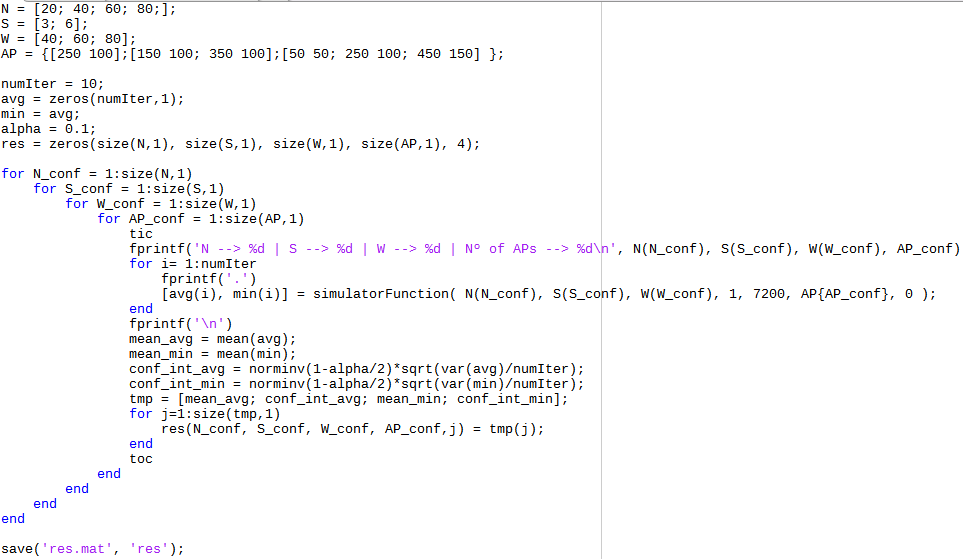 N = [20; 40; 60; 80;];
S = [3; 6];
W = [40; 60; 80];
AP = {[250 100];[150 100; 350 100];[50 50; 250 100; 450 150] };
numIter = 10;
avg = zeros(numIter,1);
min = avg;
alpha = 0.1;
res = zeros(size(N,1), size(S,1), size(W,1), size(AP,1), 4);
for N_conf = 1:size(N,1)
    for S_conf = 1:size(S,1)
        for W_conf = 1:size(W,1)
            for AP_conf = 1:size(AP,1)
                tic
                fprintf('N --> %d | S --> %d | W --> %d | Nº of APs --> %d\n', N(N_conf), S(S_conf), W(W_conf), AP_conf)
                for i= 1:numIter
                    fprintf('.')
                    [avg(i), min(i)] = simulatorFunction( N(N_conf), S(S_conf), W(W_conf), 1, 7200, AP{AP_conf}, 0 );
                end
                fprintf('\n')
                mean_avg = mean(avg);
                mean_min = mean(min);
                conf_int_avg = norminv(1-alpha/2)*sqrt(var(avg)/numIter);
                conf_int_min = norminv(1-alpha/2)*sqrt(var(min)/numIter);
                tmp = [mean_avg; conf_int_avg; mean_min; conf_int_min];
                for j=1:size(tmp,1)
                    res(N_conf, S_conf, W_conf, AP_conf,j) = tmp(j);
                end
                toc
            end
        end
    end
end
save('res.mat', 'res');